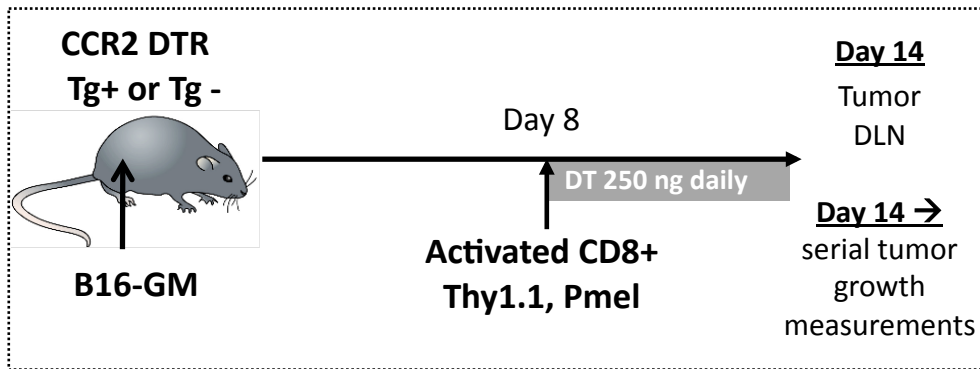 CCR2 DTR
Tg+ or Tg -
B16-GM
Day 8
DT 250 ng daily
Activated CD8+
Thy1.1, Pmel
Day 14
Tumor
DLN
Day 14 →
serial tumor
growth
measurements